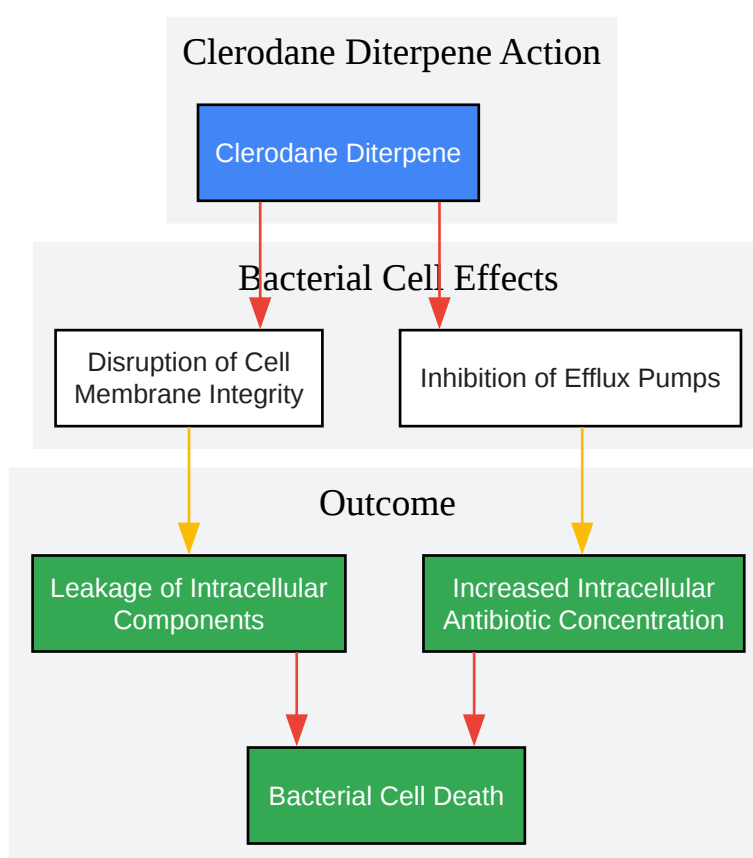 Clerodane Diterpene Action
Clerodane Diterpene
Bacterial Cell Effects
Disruption of Cell
Membrane Integrity
Inhibition of Efflux Pumps
Outcome
Leakage of Intracellular
Components
Increased Intracellular
Antibiotic Concentration
Bacterial Cell Death